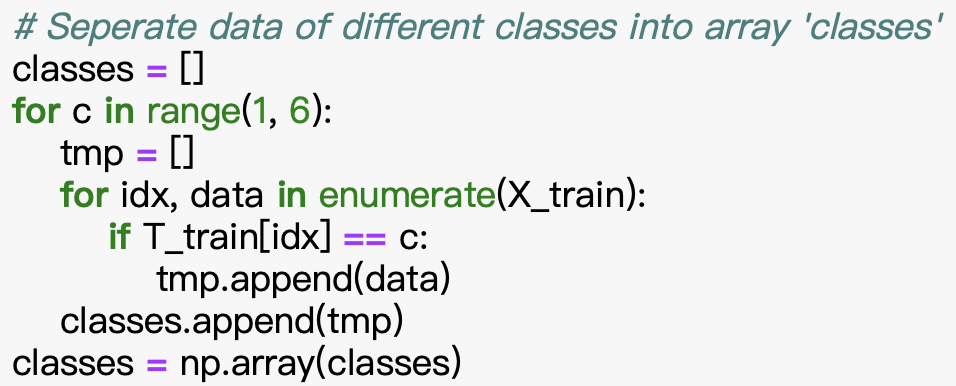 # Seperate data of different classes into array 'classes'
classes = []
for c in range(1, 6):
    tmp = []
    for idx, data in enumerate(X_train):
        if T_train[idx] == c:
            tmp.append(data)
    classes.append(tmp)
classes = np.array(classes)